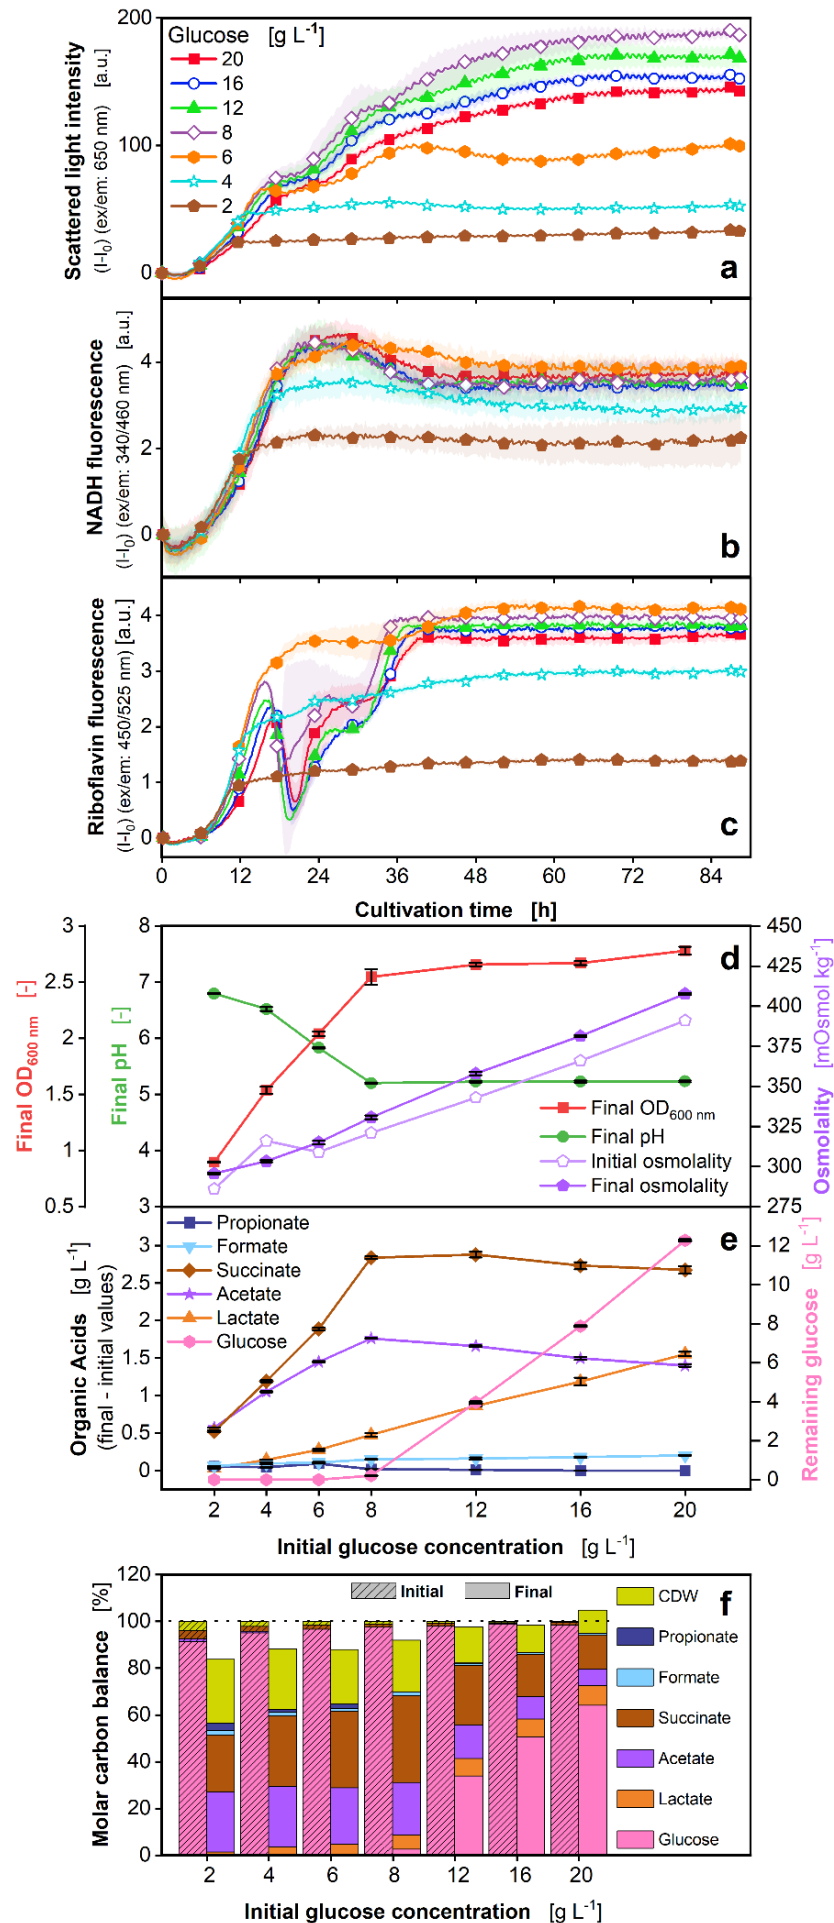 Glucose [g L-1]
20
16
12
8
6
4
2
200
100
0
Scattered light intensity
(I-I0) (ex/em: 650 nm) [a.u.]
a
4
2
0
NADH fluorescence
(I-I0) (ex/em: 340/460 nm) [a.u.]
b
4
3
2
1
0
Riboflavin fluorescence
(I-I0) (ex/em: 450/525 nm) [a.u.]
c
0 12 24 36 48 60 72 84
Cultivation time [h]
3
2.5
2
1.5
1
0.5
Final OD600 nm [-]
8
7
6
5
4
3
Final pH [-]
d
450
425
400
375
350
325
300
275
Osmolality [mOsmol kg-1]
Final OD600 nm
Final pH
Initial osmolality
Final osmolality
Propionate
Formate
Succinate
Acetate
Lactate
Glucose
e
3
2.5
2
1.5
1
0.5
0
Organic Acids [g L-1]
(final - initial values)
12
10
8
6
4
2
0
Remaining glucose [g L-1]
2 4 6 8 12 16 20
Initial glucose concentration [g L-1]
120
100
80
60
40
20
0
Molar carbon balance [%]
Initial Final
f
CDW
Propionate
Formate
Succinate
Acetate
Lactate
Glucose
2 4 6 8 12 16 20
Initial glucose concentration [g L-1]